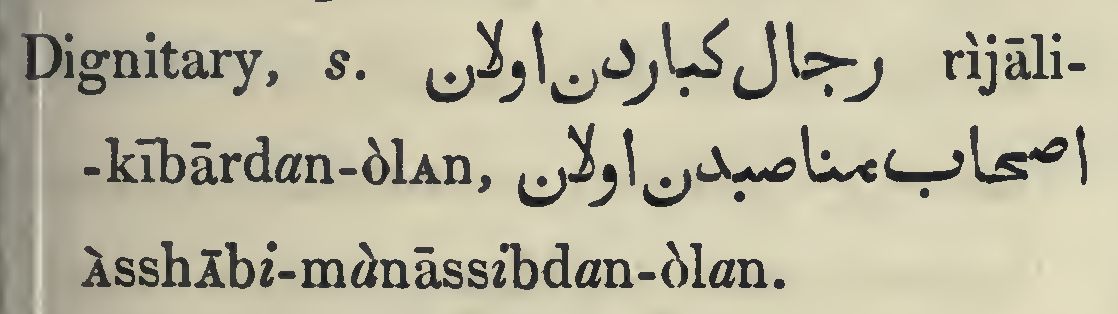 Dignitary, s. رجال کباردن اولان rìjāli-
-kībārdan-òlAn, اصحاب مناصبدن اولان
ÀsshĀbi-mànāssibdan-òlan.